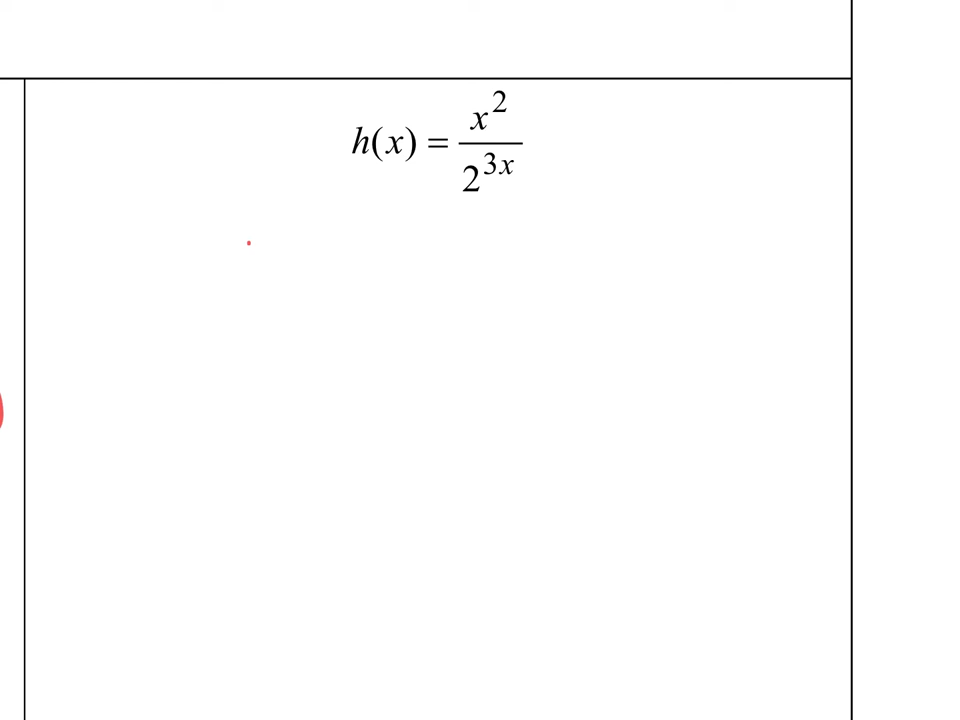 h(x) = x^2 / 2^{3x}